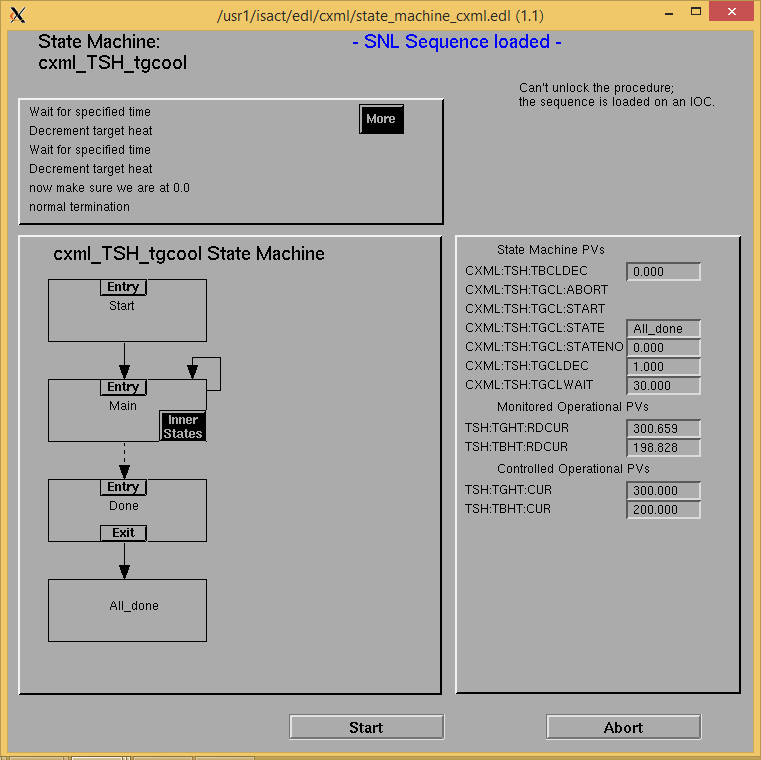 /usr1/isact/edl/cxml/state_machine_cxml.edl (1.1)
State Machine:
- SNL Sequence loaded -
cxml_TSH_tgcool
Can't unlock the procedure;
the sequence is loaded on an IOC.
Wait for specified time
More
Decrement target heat
Wait for specified time
Decrement target heat
now make sure we are at 0.0
normal termination
cxml_TSH_tgcool State Machine
Entry
Start
Entry
Main
Inner
States
Entry
Done
Exit
All_done
State Machine PVs
CXML:TSH:TBCLDEC 0.000
CXML:TSH:TGCL:ABORT
CXML:TSH:TGCL:START
CXML:TSH:TGCL:STATE All_done
CXML:TSH:TGCL:STATENO 0.000
CXML:TSH:TGCLDEC 1.000
CXML:TSH:TGCLWAIT 30.000
Monitored Operational PVs
TSH:TGHT:RDCUR 300.659
TSH:TBHT:RDCUR 198.828
Controlled Operational PVs
TSH:TGHT:CUR 300.000
TSH:TBHT:CUR 200.000
Start
Abort